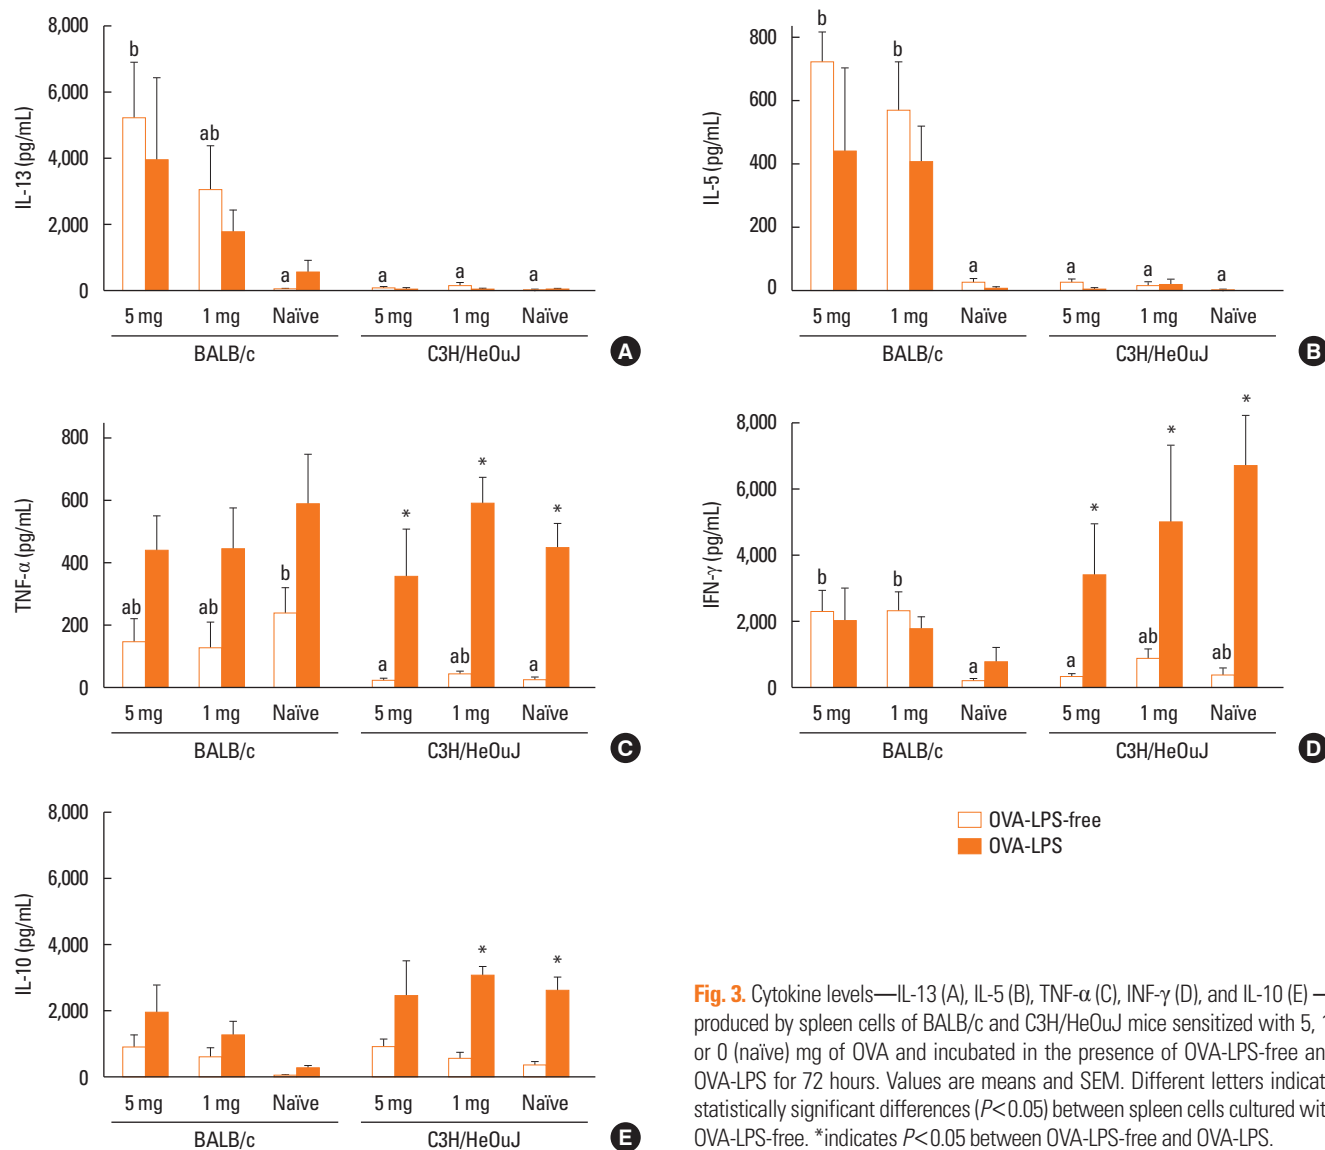 8,000
6,000
4,000
2,000
0
IL-13 (pg/mL)
b
ab
a
a
a
a
5 mg
1 mg
Naïve
5 mg
1 mg
Naïve
BALB/c
C3H/HeOuJ
A
800
600
400
200
0
IL-5 (pg/mL)
b
b
a
a
a
a
5 mg
1 mg
Naïve
5 mg
1 mg
Naïve
BALB/c
C3H/HeOuJ
B
800
600
400
200
0
TNF-α (pg/mL)
ab
ab
b
a
*
ab
*
a
*
5 mg
1 mg
Naïve
5 mg
1 mg
Naïve
BALB/c
C3H/HeOuJ
C
8,000
6,000
4,000
2,000
0
IFN-γ (pg/mL)
b
b
a
a
*
ab
*
ab
*
5 mg
1 mg
Naïve
5 mg
1 mg
Naïve
BALB/c
C3H/HeOuJ
D
8,000
6,000
4,000
2,000
0
IL-10 (pg/mL)
*
*
5 mg
1 mg
Naïve
5 mg
1 mg
Naïve
BALB/c
C3H/HeOuJ
E
OVA-LPS-free
OVA-LPS
Fig. 3. Cytokine levels—IL-13 (A), IL-5 (B), TNF-α (C), INF-γ (D), and IL-10 (E) —
produced by spleen cells of BALB/c and C3H/HeOuJ mice sensitized with 5, 1
or 0 (naïve) mg of OVA and incubated in the presence of OVA-LPS-free an
OVA-LPS for 72 hours. Values are means and SEM. Different letters indicat
statistically significant differences (P<0.05) between spleen cells cultured wit
OVA-LPS-free. *indicates P<0.05 between OVA-LPS-free and OVA-LPS.